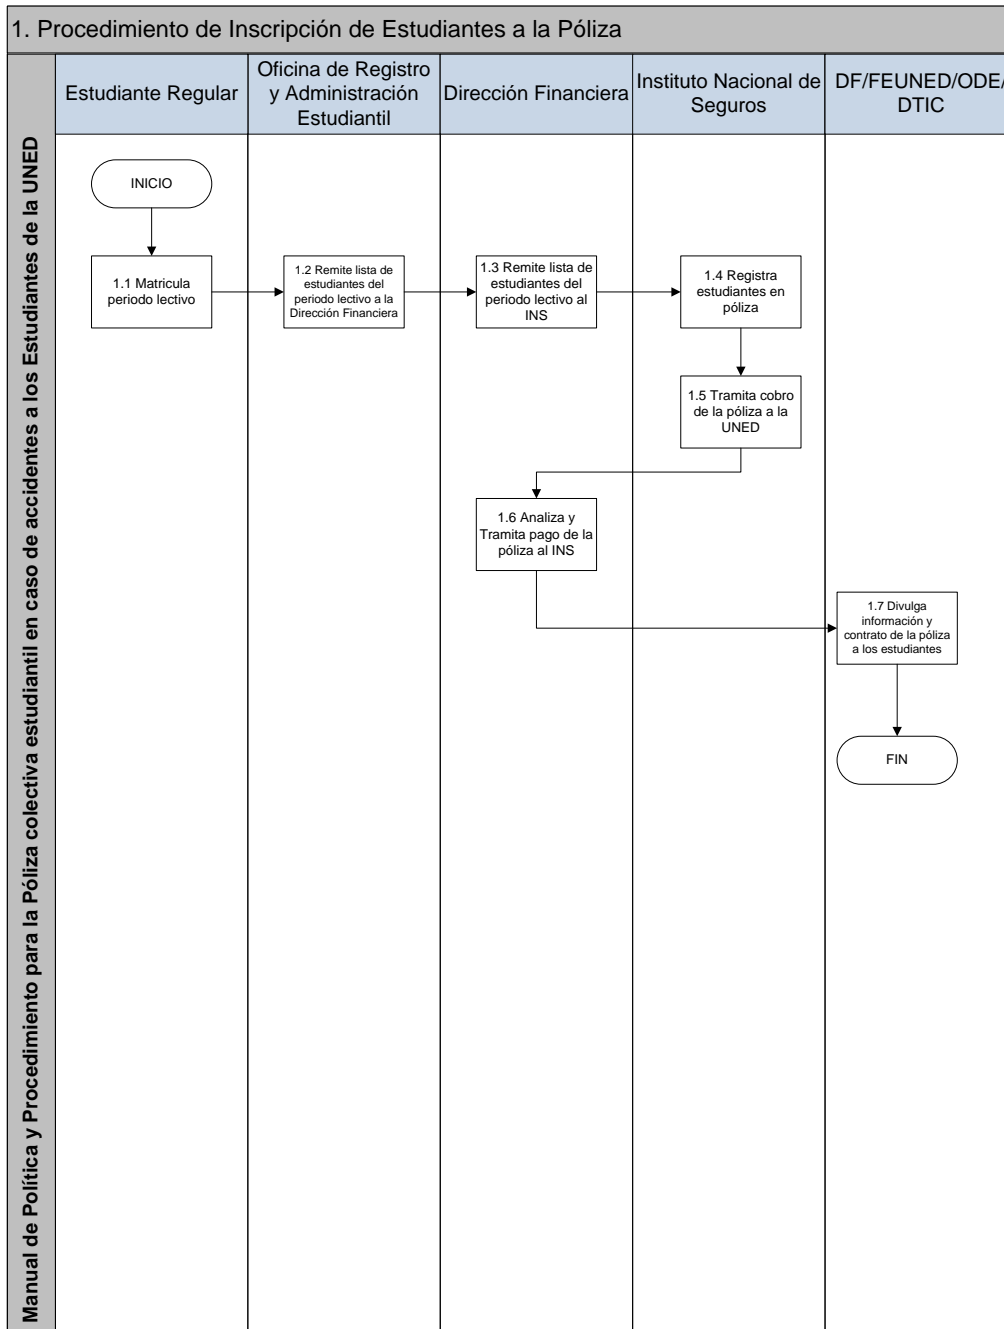 1. Procedimiento de Inscripción de Estudiantes a la Póliza
Manual de Política y Procedimiento para la Póliza colectiva estudiantil en caso de accidentes a los Estudiantes de la UNED
Estudiante Regular
Oficina de Registro
y Administración
Estudiantil
Dirección Financiera
Instituto Nacional de
Seguros
DF/FEUNED/ODE/
DTIC
INICIO
1.1 Matricula
periodo lectivo
1.2 Remite lista de
estudiantes del
periodo lectivo a la
Dirección Financiera
1.3 Remite lista de
estudiantes del
periodo lectivo al
INS
1.4 Registra
estudiantes en
póliza
1.5 Tramita cobro
de la póliza a la
UNED
1.6 Analiza y
Tramita pago de la
póliza al INS
1.7 Divulga
información y
contrato de la póliza
a los estudiantes
FIN